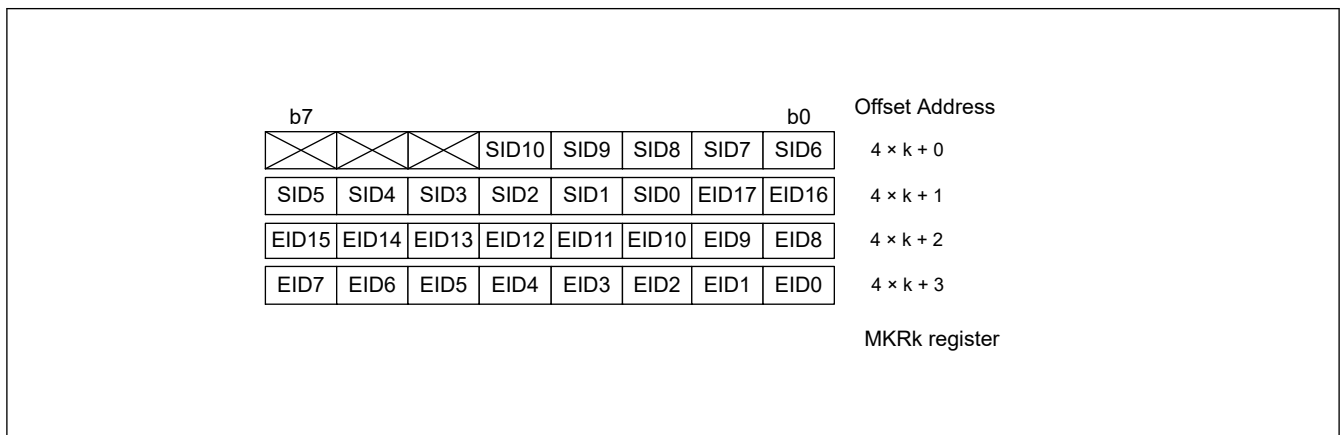 b7 b0 Offset Address
SID10 SID9 SID8 SID7 SID6 4 × k + 0
SID5 SID4 SID3 SID2 SID1 SID0 EID17 EID16 4 × k + 1
EID15 EID14 EID13 EID12 EID11 EID10 EID9 EID8 4 × k + 2
EID7 EID6 EID5 EID4 EID3 EID2 EID1 EID0 4 × k + 3
MKRk register